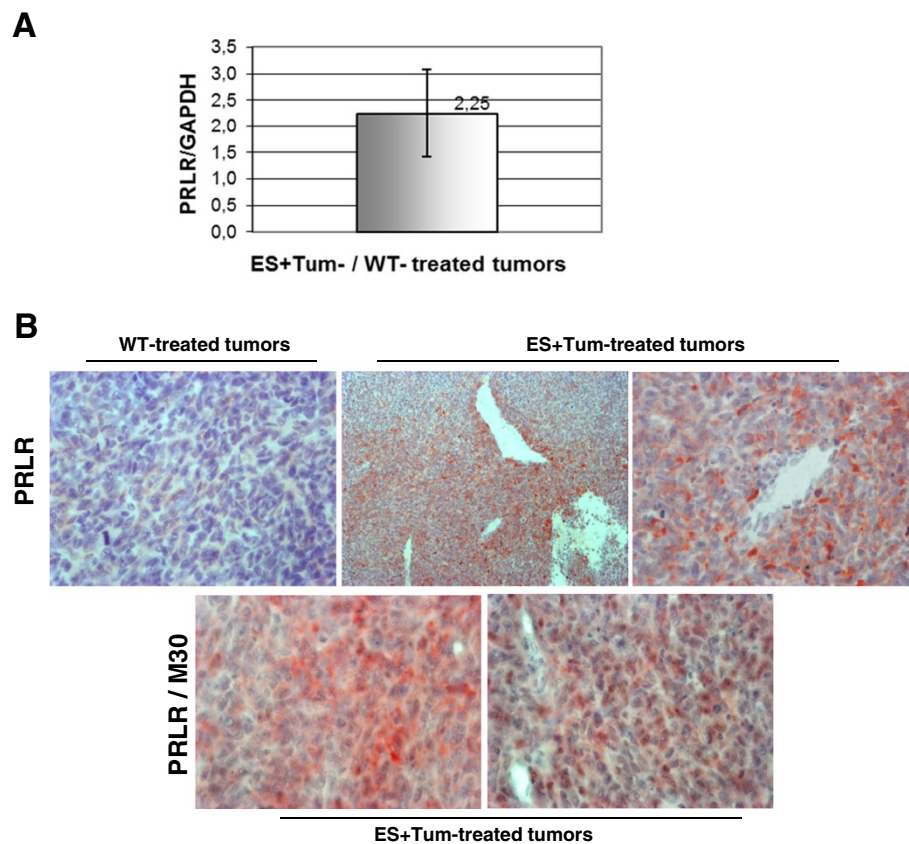 A
3,5
3,0
2,5
2,0
1,5
1,0
0,5
0,0
PRLR/GAPDH
2,25
ES+Tum- / WT- treated tumors
B
WT-treated tumors
ES+Tum-treated tumors
PRLR
PRLR / M30
ES+Tum-treated tumors